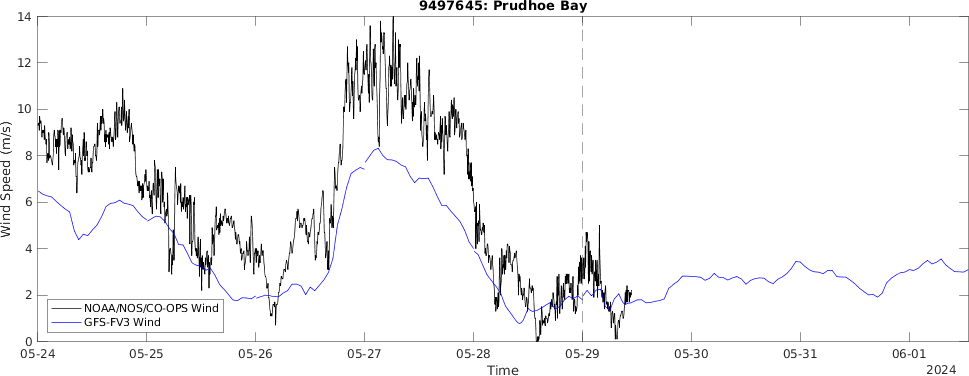 9497645: Prudhoe Bay
Wind Speed (m/s)
14
12
10
8
6
4
2
0
NOAA/NOS/CO-OPS Wind
GFS-FV3 Wind
05-24 05-25 05-26 05-27 05-28 05-29 05-30 05-31 06-01
Time
2024